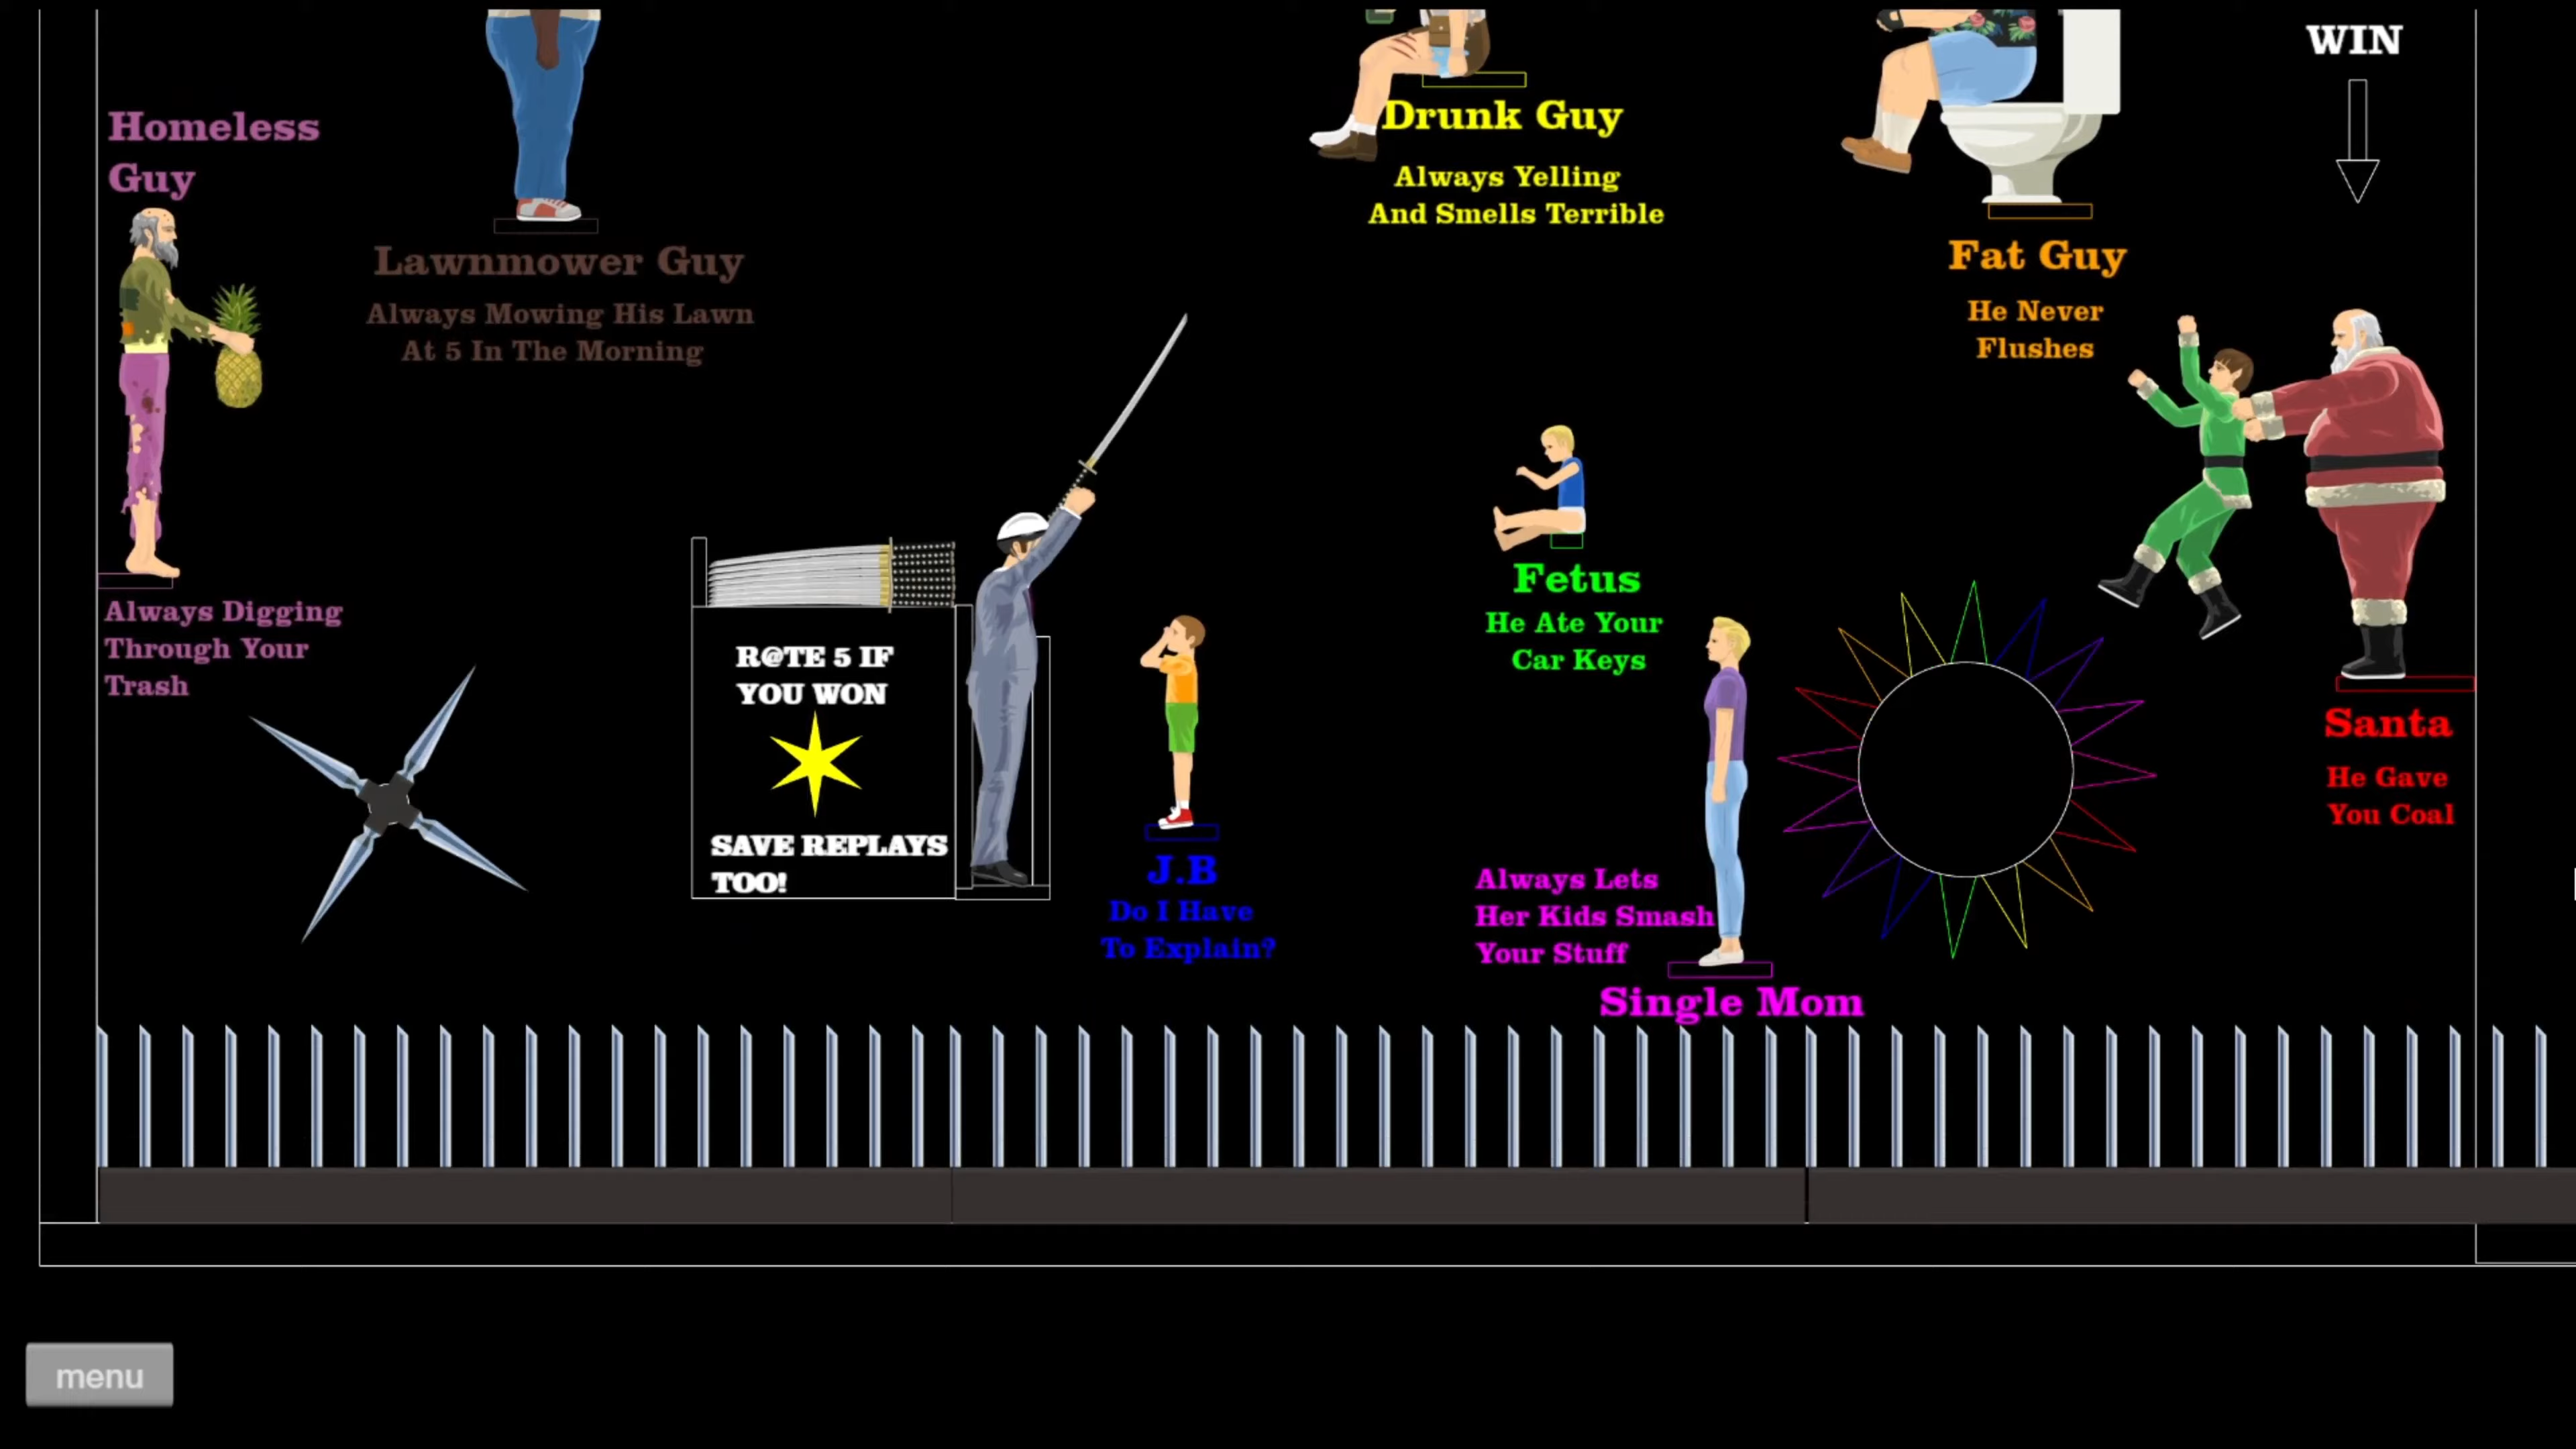 WIN
Homeless
Guy
Drunk Guy
Always Yelling
And Smells Terrible
Lawnmower Guy
Always Mowing His Lawn
At 5 In The Morning
Fat Guy
He Never
Flushes
Always Digging
Through Your
Trash
R@TE 5 IF
YOU WON
SAVE REPLAYS
TOO!
Fetus
He Ate Your
Car Keys
J.B
Do I Have
To Explain?
Santa
He Gave
You Coal
Always Lets
Her Kids Smash
Your Stuff
Single Mom
menu